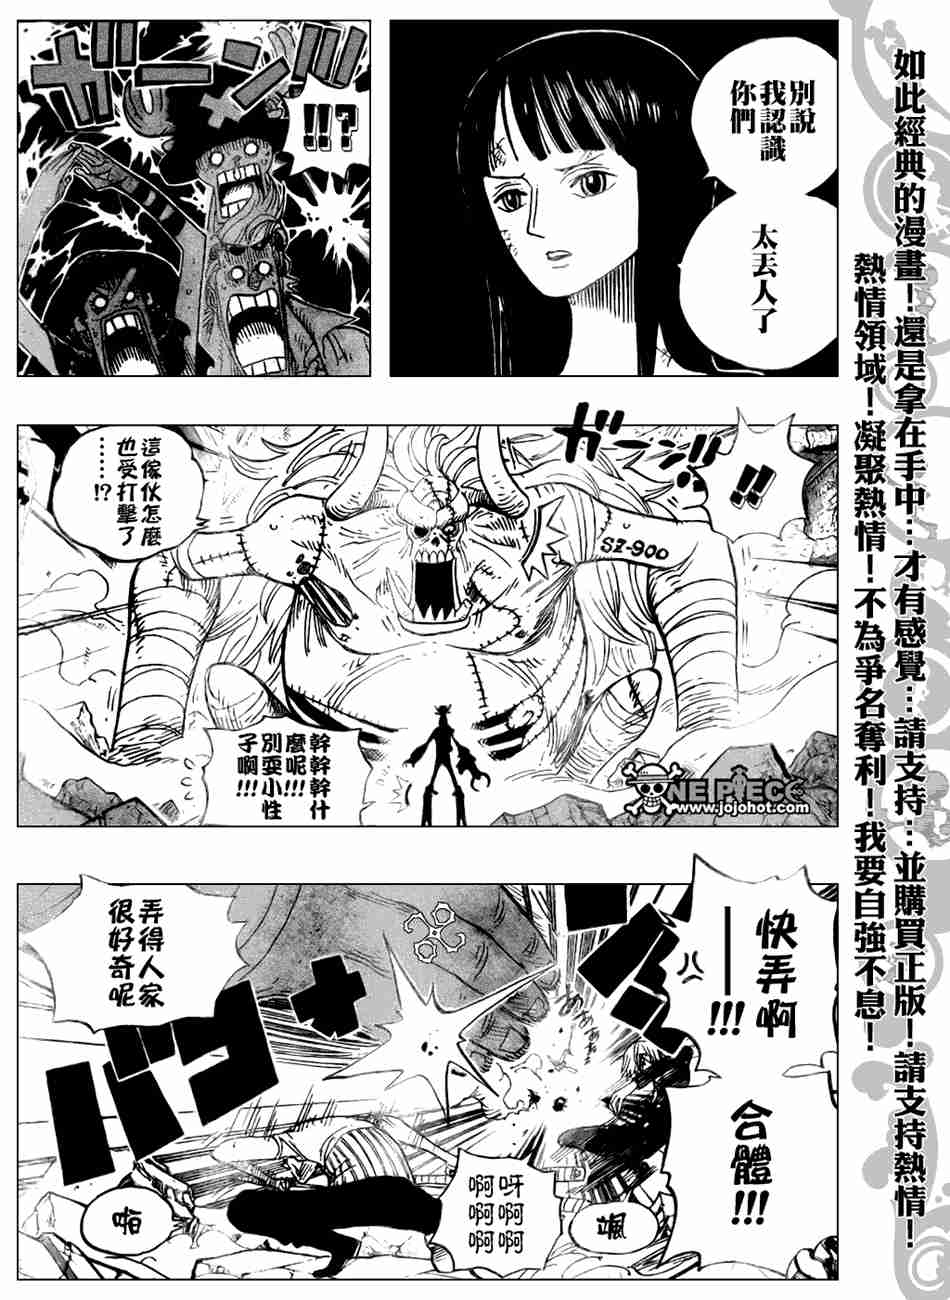 別說
我認識
你們
太丟人了
ガーン!!!
!!?
這傢伙怎麼
也受打擊了
……!?
ガーン!!!
!!
SZ-900
幹幹幹什
麼呢!!!
別耍小性
子啊!!!
ONE PIECE
www.jojohot.com
快弄啊
——!!!
合體!!!
弄得人家
很好奇呢
バコォン
颯
呀啊啊
啊啊啊
啪
如此經典的漫畫！還是拿在手中…才有感覺…請支持…並購買正版！請支持熱情！
熱情領域！凝聚熱情！不為爭名奪利！我要自強不息！